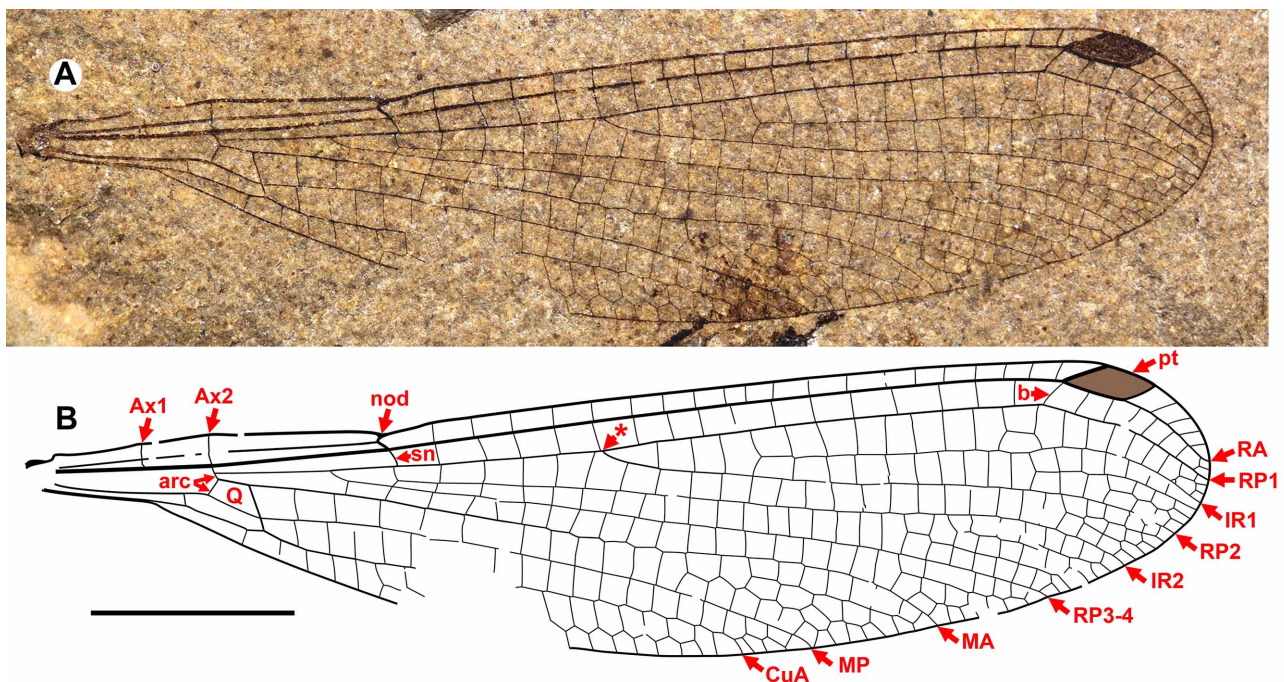 A
B
Ax1
Ax2
nod
pt
b
*
sn
arc
Q
RA
RP1
IR1
RP2
IR2
RP3-4
MA
MP
CuA